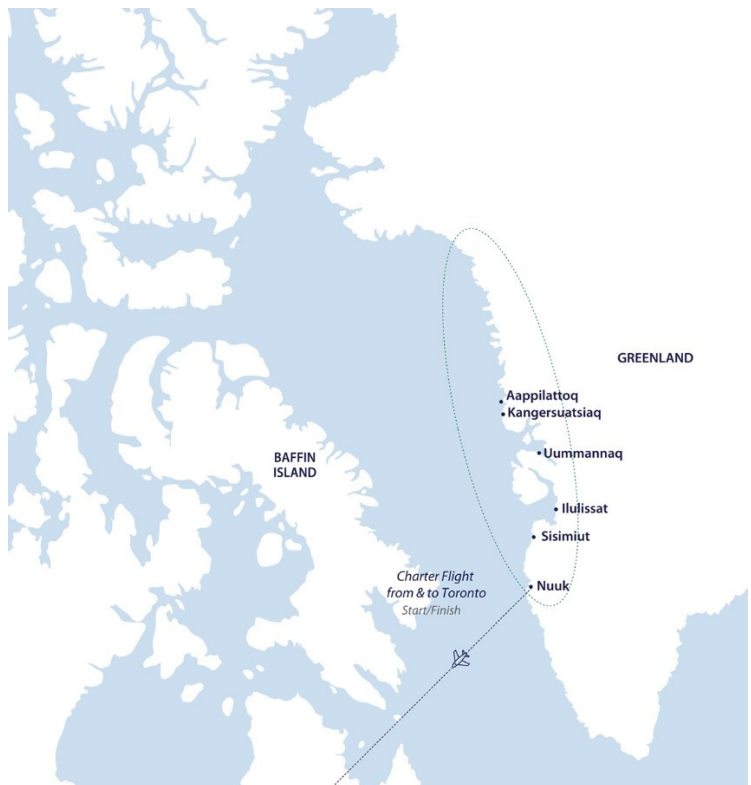 GREENLAND
Aappilattoq
Kangersuatsiaq
Uummannaq
BAFFIN
ISLAND
Ilulissat
Sisimiut
Charter Flight
from & to Toronto
Start/Finish
Nuuk